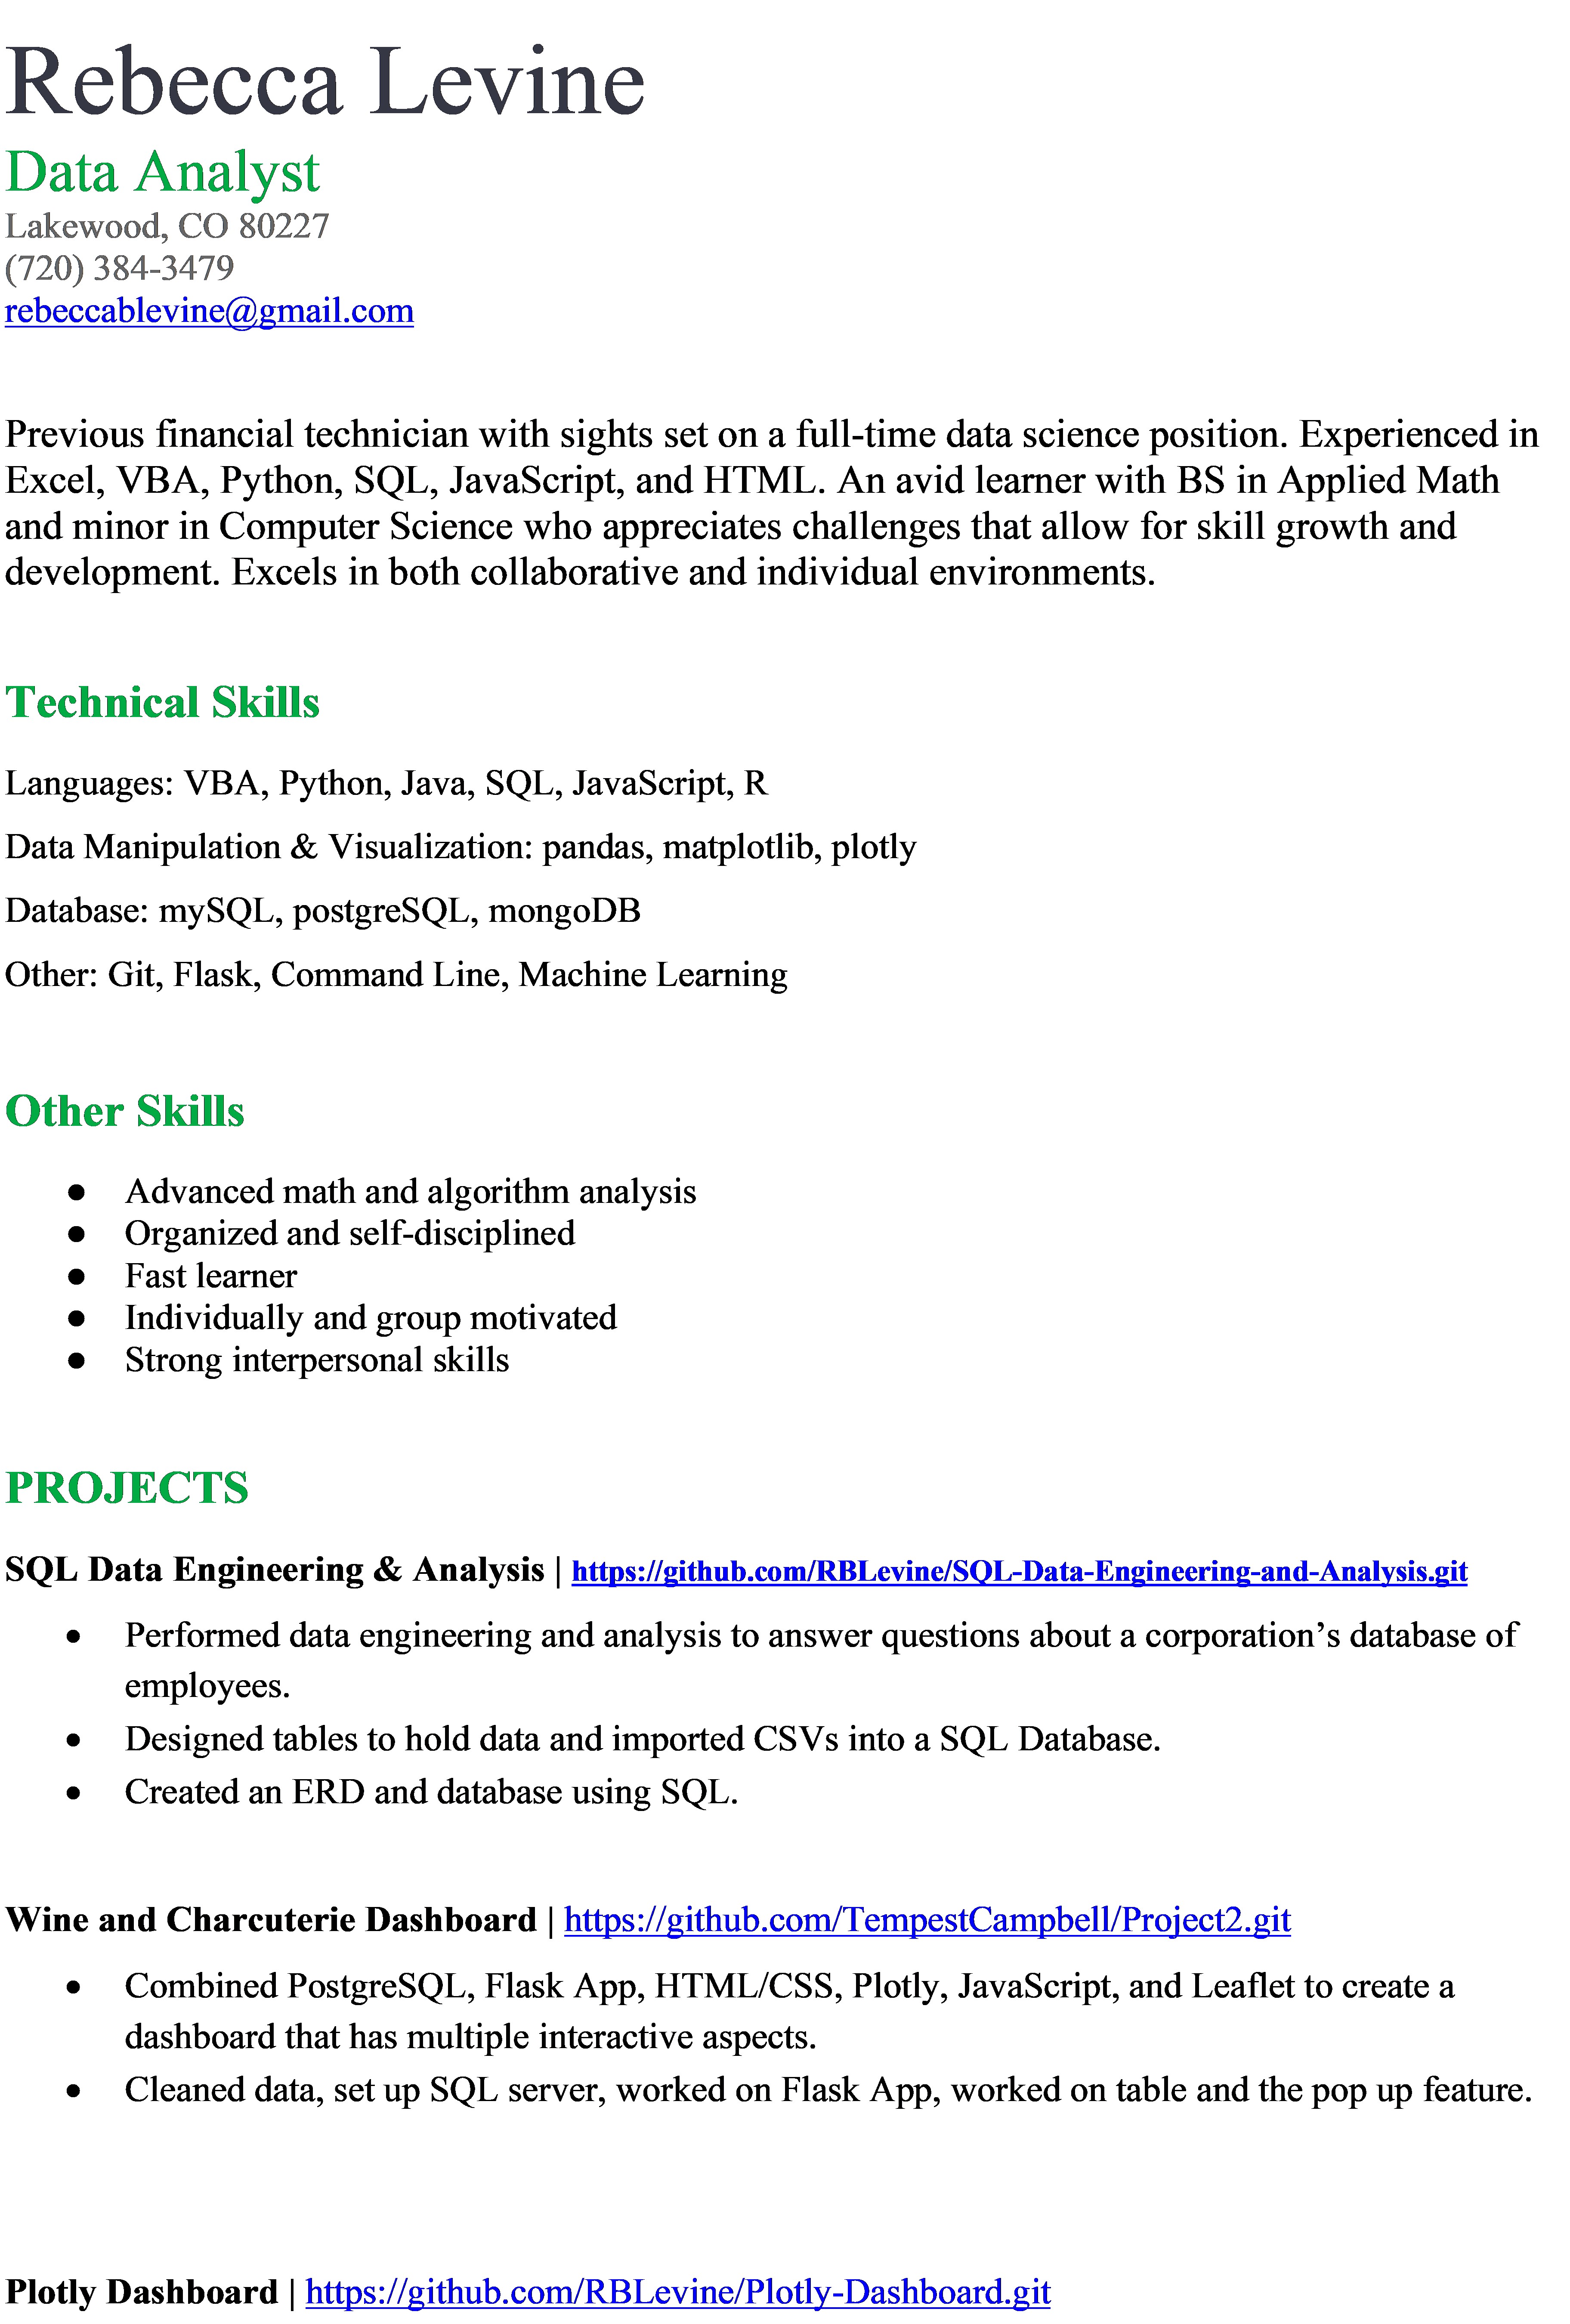 Rebecca Levine
Data Analyst
Lakewood, CO 80227
(720) 384-3479
rebeccablevine@gmail.com
Previous financial technician with sights set on a full-time data science position. Experienced in
Excel, VBA, Python, SQL, JavaScript, and HTML. An avid learner with BS in Applied Math
and minor in Computer Science who appreciates challenges that allow for skill growth and
development. Excels in both collaborative and individual environments.
Technical Skills
Languages: VBA, Python, Java, SQL, JavaScript, R
Data Manipulation & Visualization: pandas, matplotlib, plotly
Database: mySQL, postgreSQL, mongoDB
Other: Git, Flask, Command Line, Machine Learning
Other Skills
● Advanced math and algorithm analysis
● Organized and self-disciplined
● Fast learner
● Individually and group motivated
● Strong interpersonal skills
PROJECTS
SQL Data Engineering & Analysis | https://github.com/RBLevine/SQL-Data-Engineering-and-Analysis.git
• Performed data engineering and analysis to answer questions about a corporation’s database of
employees.
• Designed tables to hold data and imported CSVs into a SQL Database.
• Created an ERD and database using SQL.
Wine and Charcuterie Dashboard | https://github.com/TempestCampbell/Project2.git
• Combined PostgreSQL, Flask App, HTML/CSS, Plotly, JavaScript, and Leaflet to create a
dashboard that has multiple interactive aspects.
• Cleaned data, set up SQL server, worked on Flask App, worked on table and the pop up feature.
Plotly Dashboard | https://github.com/RBLevine/Plotly-Dashboard.git